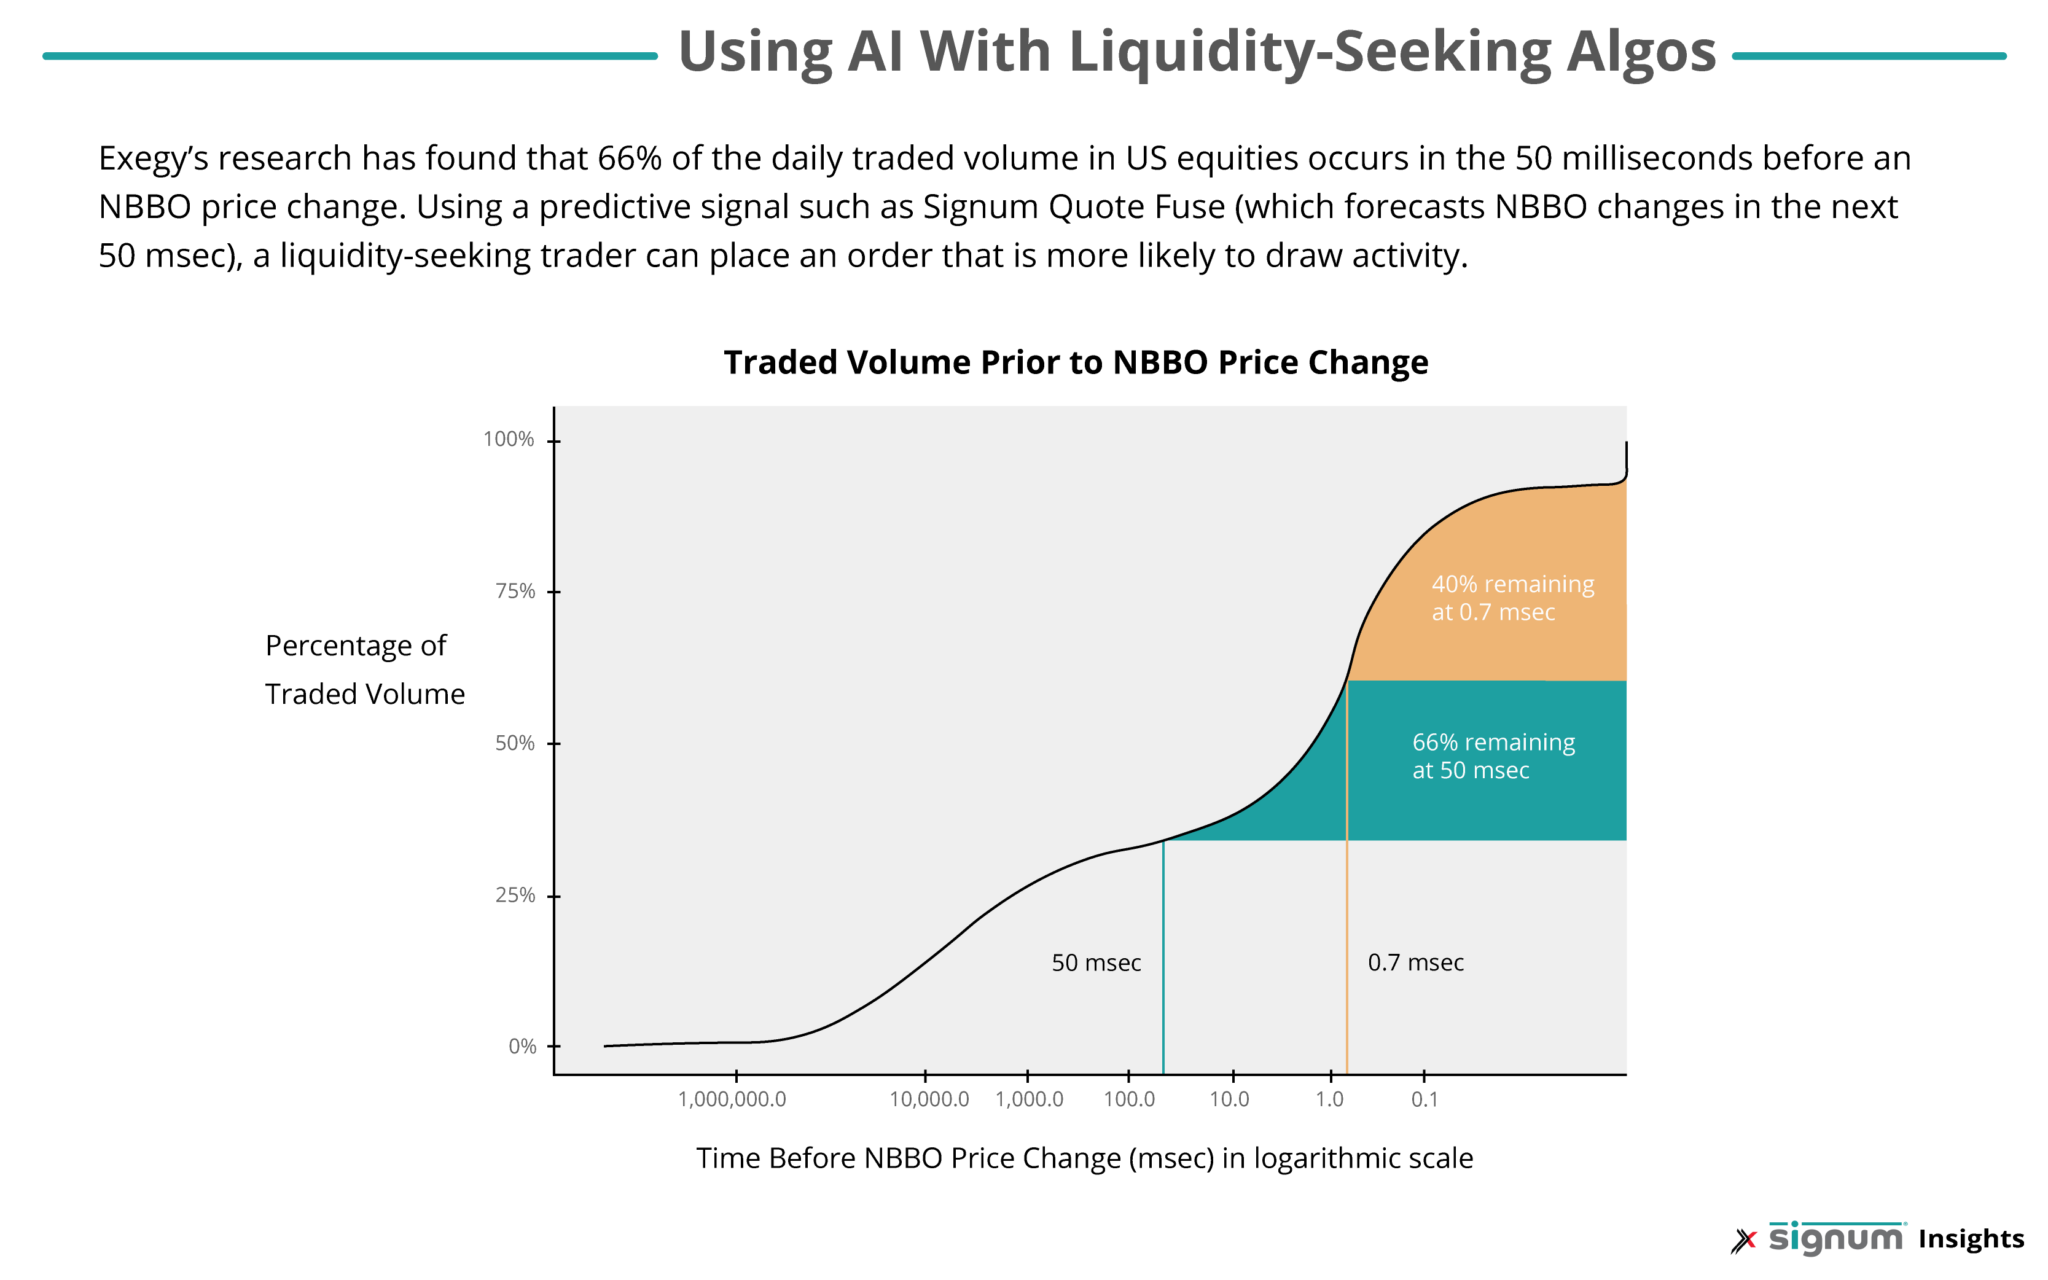 Using AI With Liquidity-Seeking Algos
Exegy’s research has found that 66% of the daily traded volume in US equities occurs in the 50 milliseconds before an
NBBO price change. Using a predictive signal such as Signum Quote Fuse (which forecasts NBBO changes in the next
50 msec), a liquidity-seeking trader can place an order that is more likely to draw activity.
Traded Volume Prior to NBBO Price Change
100%
75%
50%
25%
0%
Percentage of
Traded Volume
40% remaining
at 0.7 msec
66% remaining
at 50 msec
50 msec
0.7 msec
1,000,000.0
10,000.0
1,000.0
100.0
10.0
1.0
0.1
Time Before NBBO Price Change (msec) in logarithmic scale
signum Insights